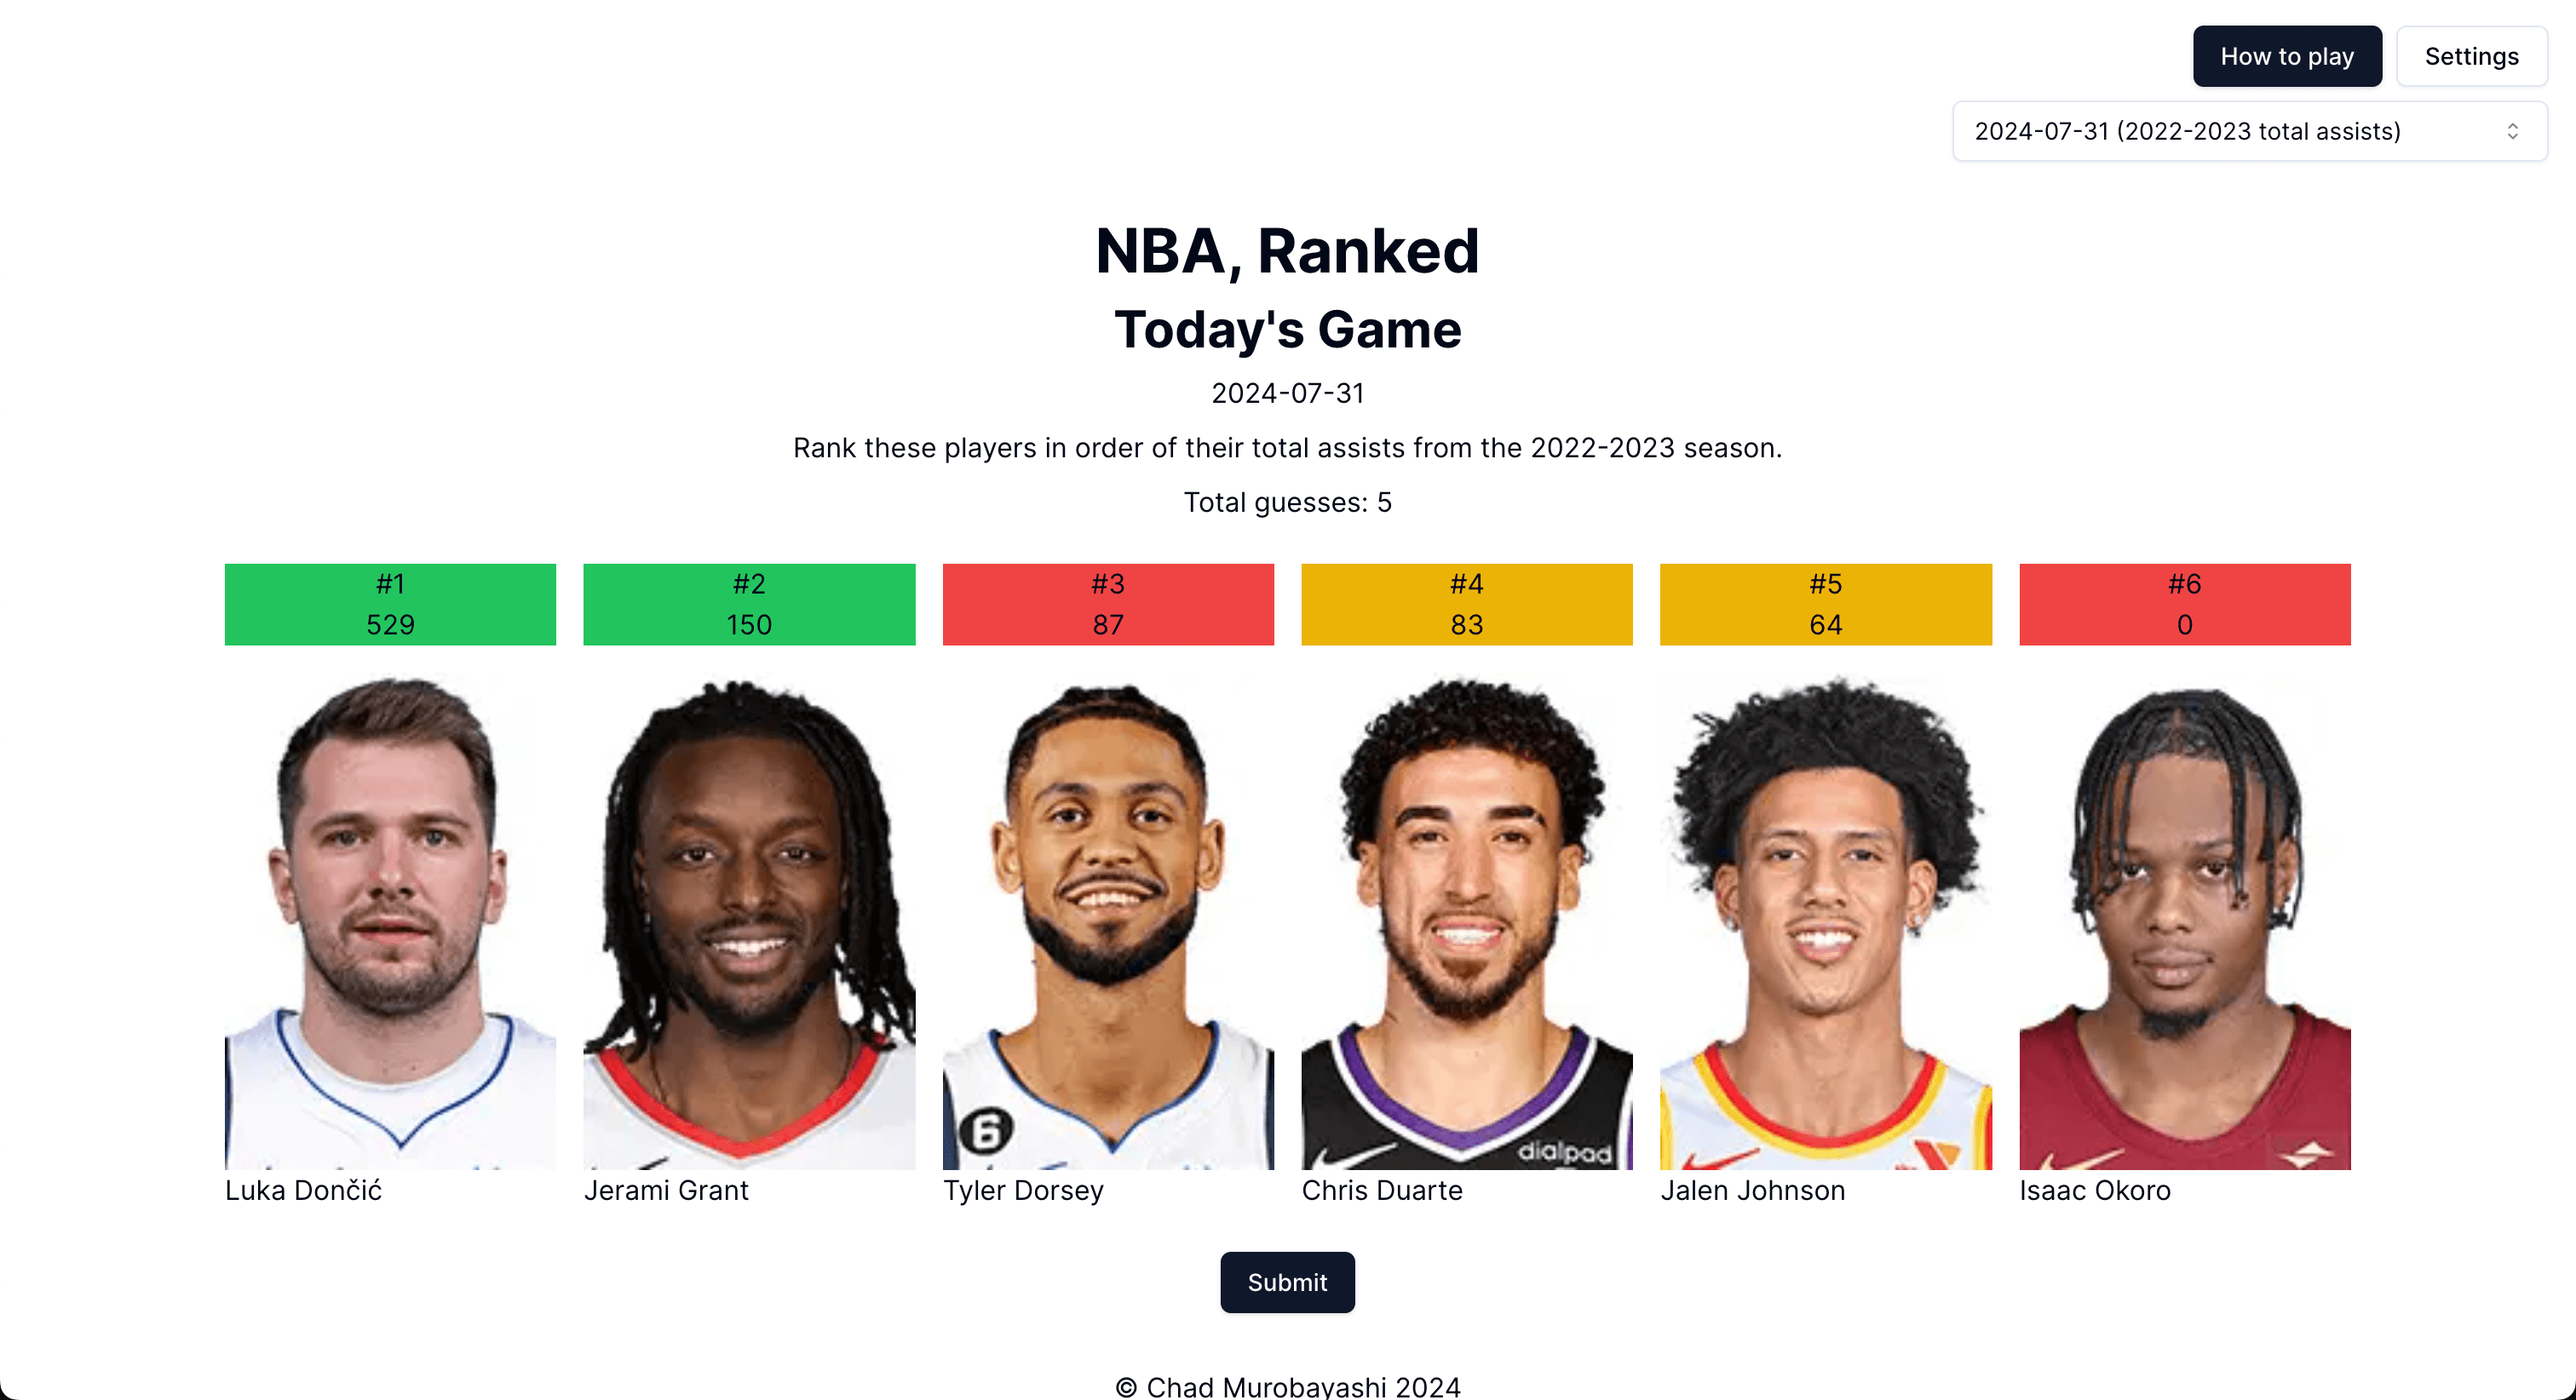 How to play
Settings
2024-07-31 (2022-2023 total assists)
NBA, Ranked
Today's Game
2024-07-31
Rank these players in order of their total assists from the 2022-2023 season.
Total guesses: 5
#1
529
#2
150
#3
87
#4
83
#5
64
#6
0
6
dialpad
Luka Dončić
Jerami Grant
Tyler Dorsey
Chris Duarte
Jalen Johnson
Isaac Okoro
Submit
© Chad Murobayashi 2024